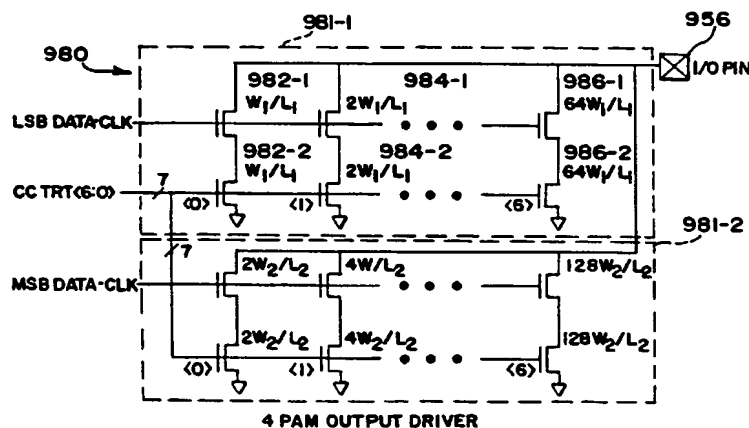 981-1
956
980
I/O PIN
982-1
984-1
986-1
W₁/L₁
2W₁/L₁
64W₁/L₁
LSB DATA-CLK
982-2
984-2
986-2
W₁/L₁
2W₁/L₁
64W₁/L₁
CC TRT<6:0>
7
<0>
<1>
<6>
981-2
7
2W₂/L₂
4W/L₂
128W₂/L₂
MSB DATA-CLK
2W₂/L₂
4W₂/L₂
128W₂/L₂
<0>
<1>
<6>
4 PAM OUTPUT DRIVER